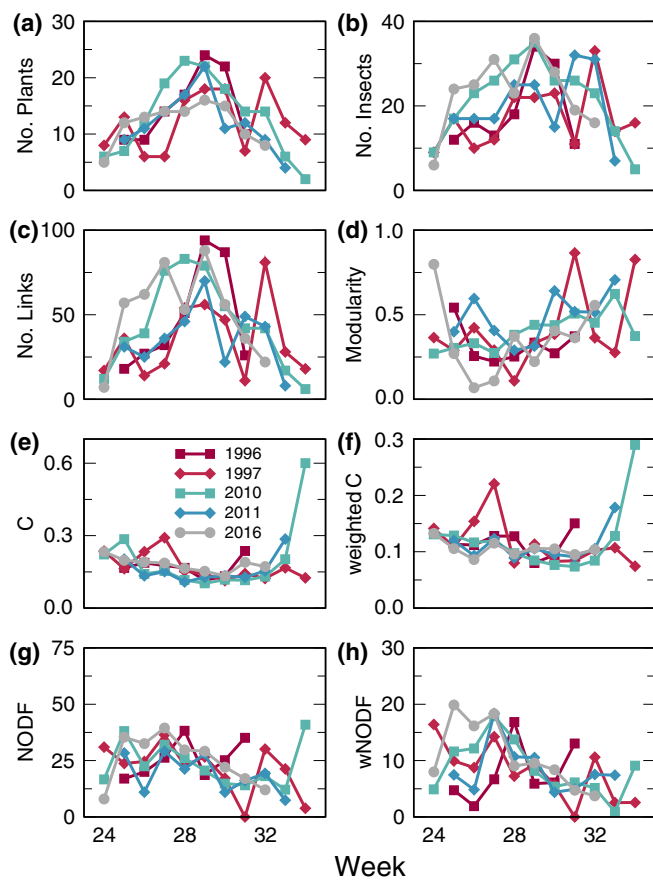 (a)
No. Plants
30
20
10
0
(b)
No. Insects
40
20
0
(c)
No. Links
100
50
0
(d)
Modularity
1.0
0.5
0.0
(e)
C
0.6
0.3
0.0
1996
1997
2010
2011
2016
(f)
weighted C
0.3
0.2
0.1
0.0
(g)
NODF
75
50
25
0
24 28 32
(h)
wNODF
30
20
10
0
24 28 32
Week